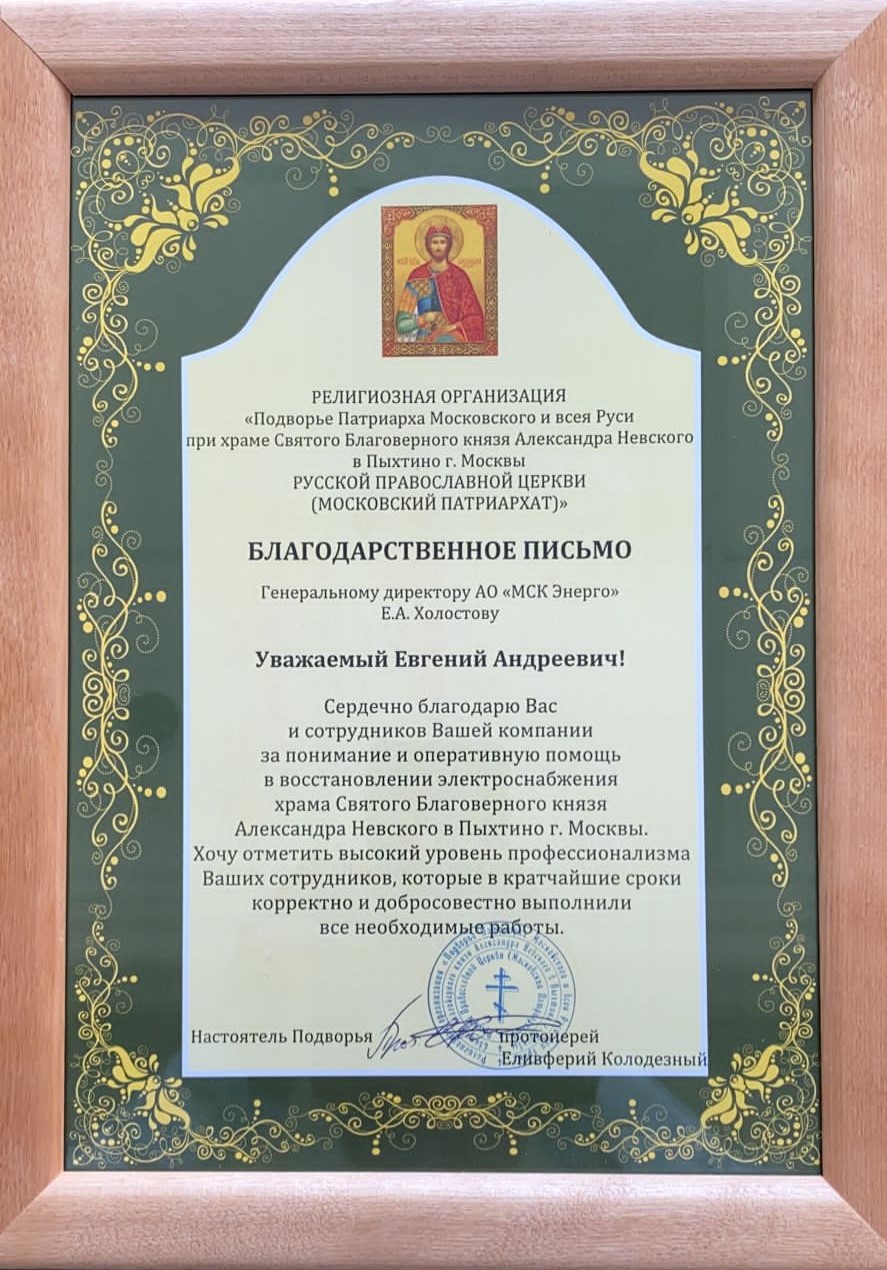 РЕЛИГИОЗНАЯ ОРГАНИЗАЦИЯ
«Подворье Патриарха Московского и всея Руси
при храме Святого Благоверного князя Александра Невского
в Пыхтино г. Москвы
РУССКОЙ ПРАВОСЛАВНОЙ ЦЕРКВИ
(МОСКОВСКИЙ ПАТРИАРХАТ)»
БЛАГОДАРСТВЕННОЕ ПИСЬМО
Генеральному директору АО «МСК Энерго»
Е.А. Холостову
Уважаемый Евгений Андреевич!
Сердечно благодарю Вас
и сотрудников Вашей компании
за понимание и оперативную помощь
в восстановлении электроснабжения
храма Святого Благоверного князя
Александра Невского в Пыхтино г. Москвы.
Хочу отметить высокий уровень профессионализма
Ваших сотрудников, которые в кратчайшие сроки
корректно и добросовестно выполнили
все необходимые работы.
Настоятель Подворья протоиерей
Еливферий Колодезный